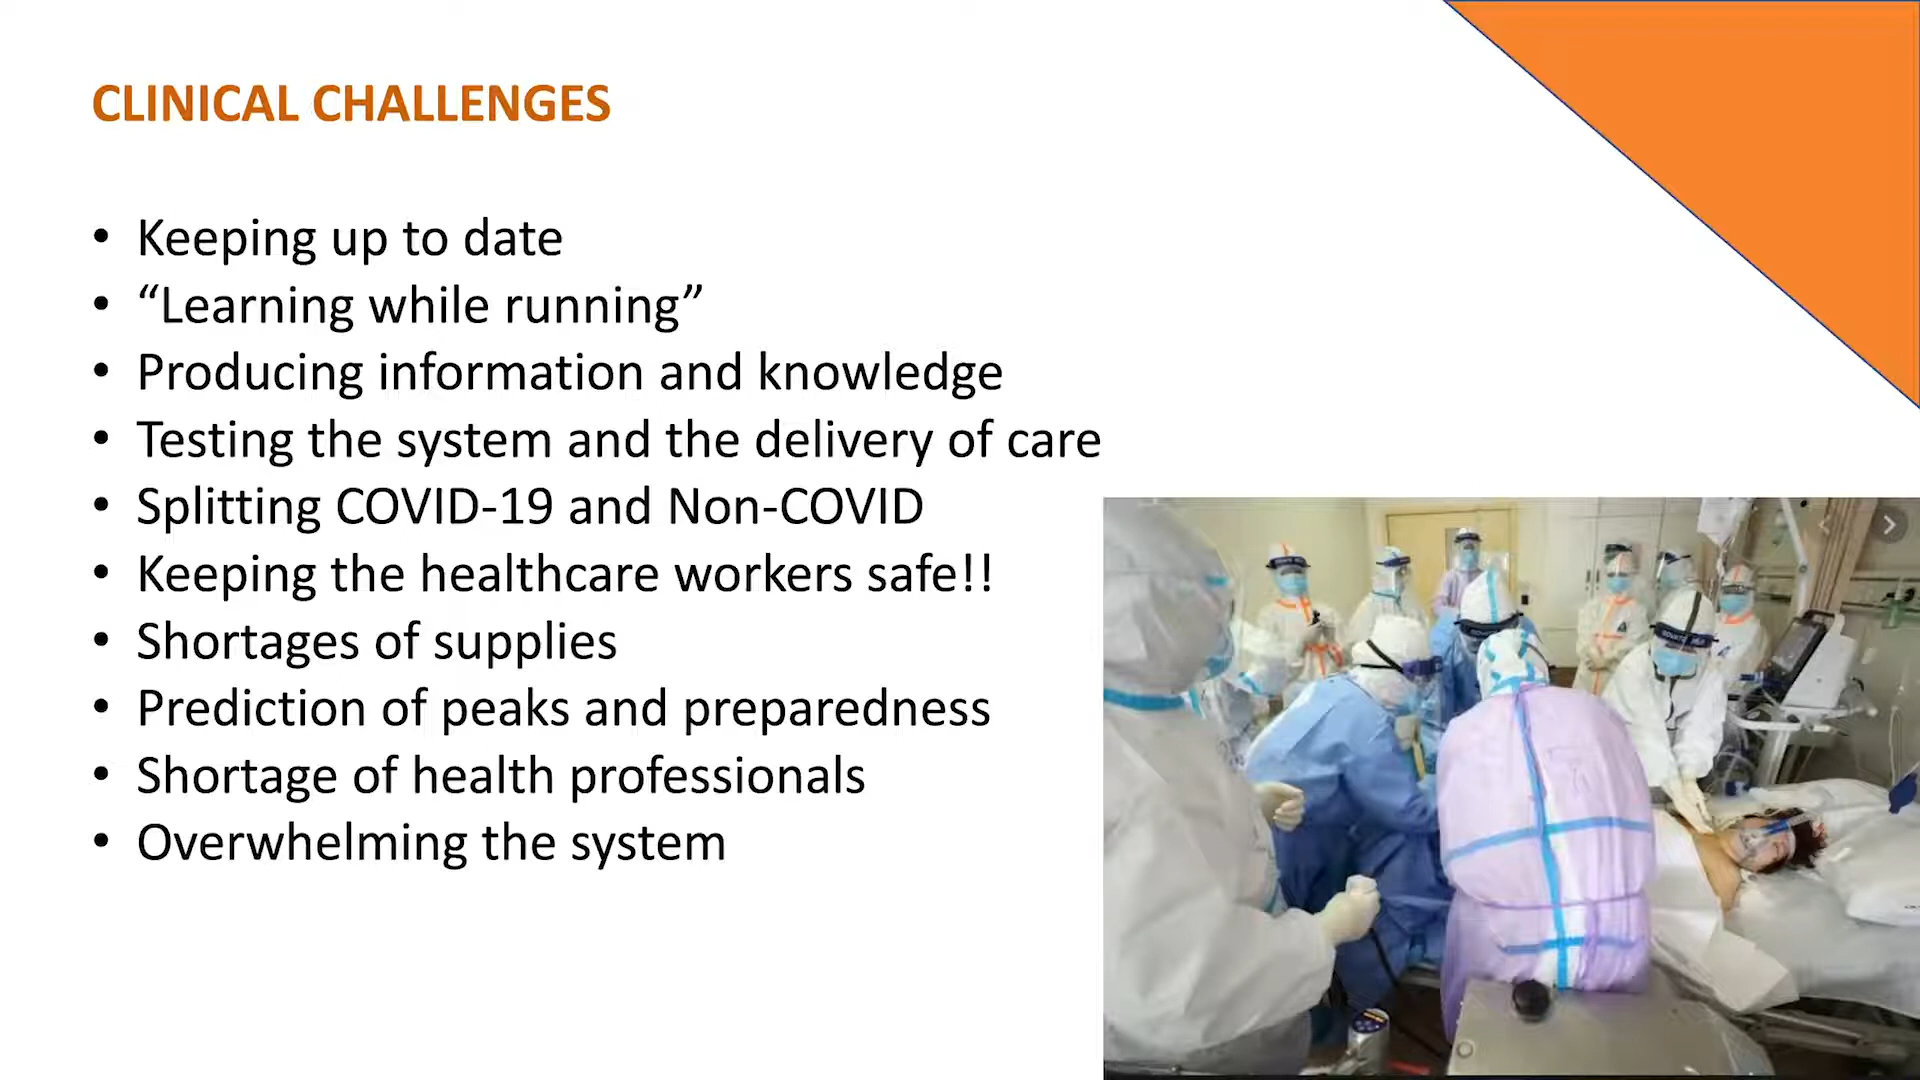 CLINICAL CHALLENGES
• Keeping up to date
• “Learning while running”
• Producing information and knowledge
• Testing the system and the delivery of care
• Splitting COVID-19 and Non-COVID
• Keeping the healthcare workers safe!!
• Shortages of supplies
• Prediction of peaks and preparedness
• Shortage of health professionals
• Overwhelming the system